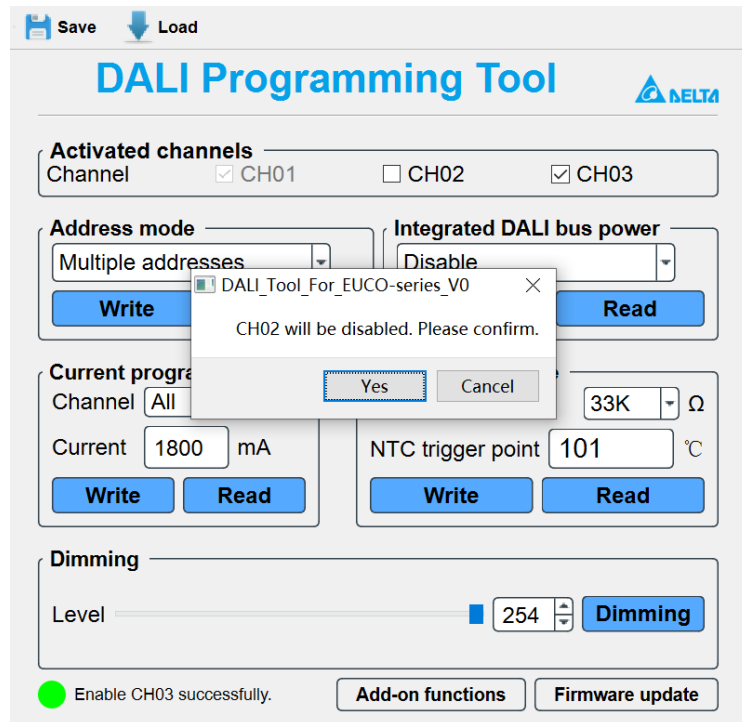 Save Load
DALI Programming Tool
DELTA
Activated channels
Channel CH01 CH02 CH03
Address mode
Multiple addresses
Write
Integrated DALI bus power
Disable
Read
DALI_Tool_For_EUCO-series_V0
CH02 will be disabled. Please confirm.
Yes Cancel
Current progra
Channel All
Current 1800 mA
Write Read
33K Ω
NTC trigger point 101 ℃
Write Read
Dimming
Level 254 Dimming
Enable CH03 successfully. Add-on functions Firmware update